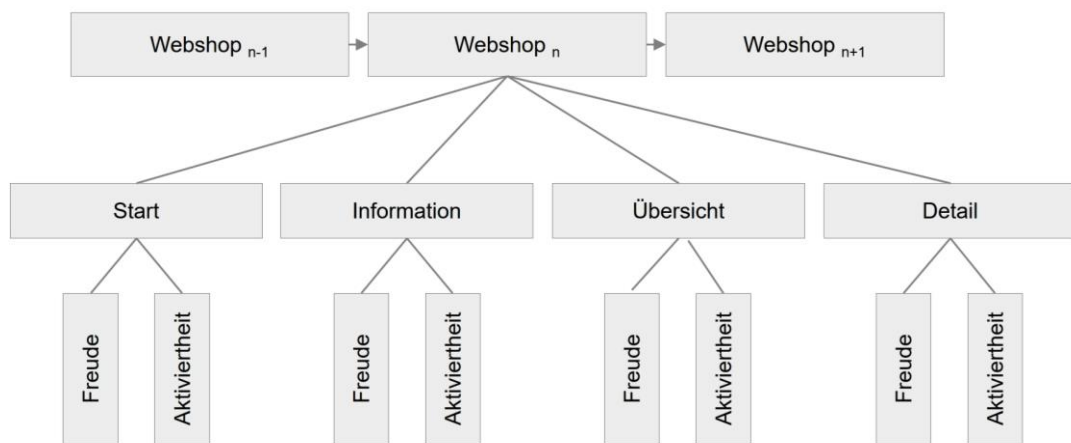 Webshop n-1
Webshop n
Webshop n+1
Start
Information
Übersicht
Detail
Freude
Aktiviertheit
Freude
Aktiviertheit
Freude
Aktiviertheit
Freude
Aktiviertheit